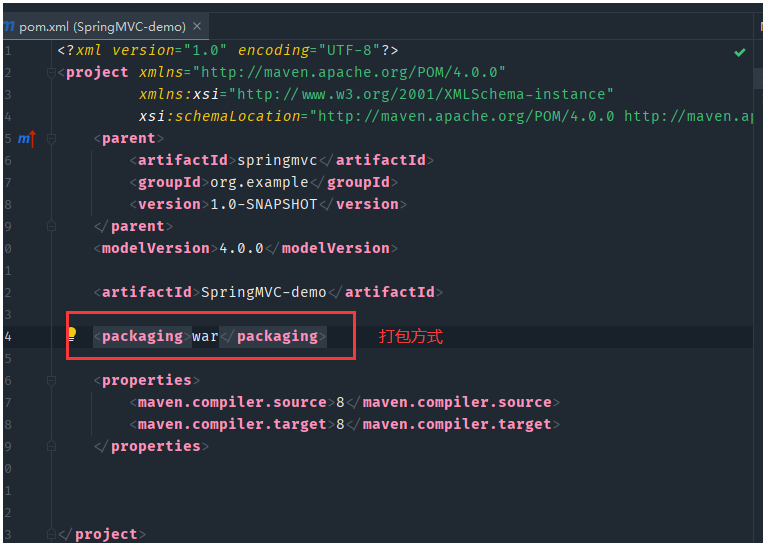 pom.xml (SpringMVC-demo) ×
1 <?xml version="1.0" encoding="UTF-8"?>
2 <project xmlns="http://maven.apache.org/POM/4.0.0"
3 xmlns:xsi="http://www.w3.org/2001/XMLSchema-instance"
4 xsi:schemaLocation="http://maven.apache.org/POM/4.0.0 http://maven.ap
5 <parent>
6 <artifactId>springmvc</artifactId>
7 <groupId>org.example</groupId>
8 <version>1.0-SNAPSHOT</version>
9 </parent>
0 <modelVersion>4.0.0</modelVersion>
1
2 <artifactId>SpringMVC-demo</artifactId>
3
4 <packaging>war</packaging> 打包方式
5
6 <properties>
7 <maven.compiler.source>8</maven.compiler.source>
8 <maven.compiler.target>8</maven.compiler.target>
9 </properties>
0
1
2
3 </project>